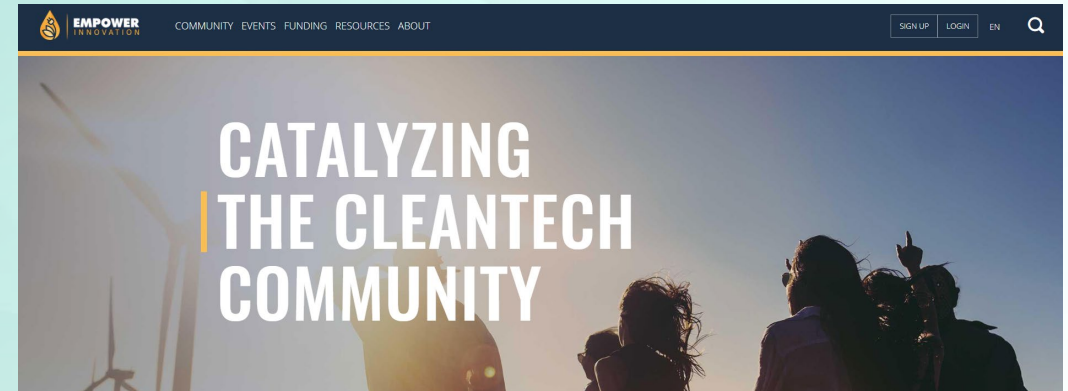 EMPOWER
INNOVATION
COMMUNITY EVENTS FUNDING RESOURCES ABOUT
SIGN UP LOGIN EN
CATALYZING
THE CLEANTECH
COMMUNITY